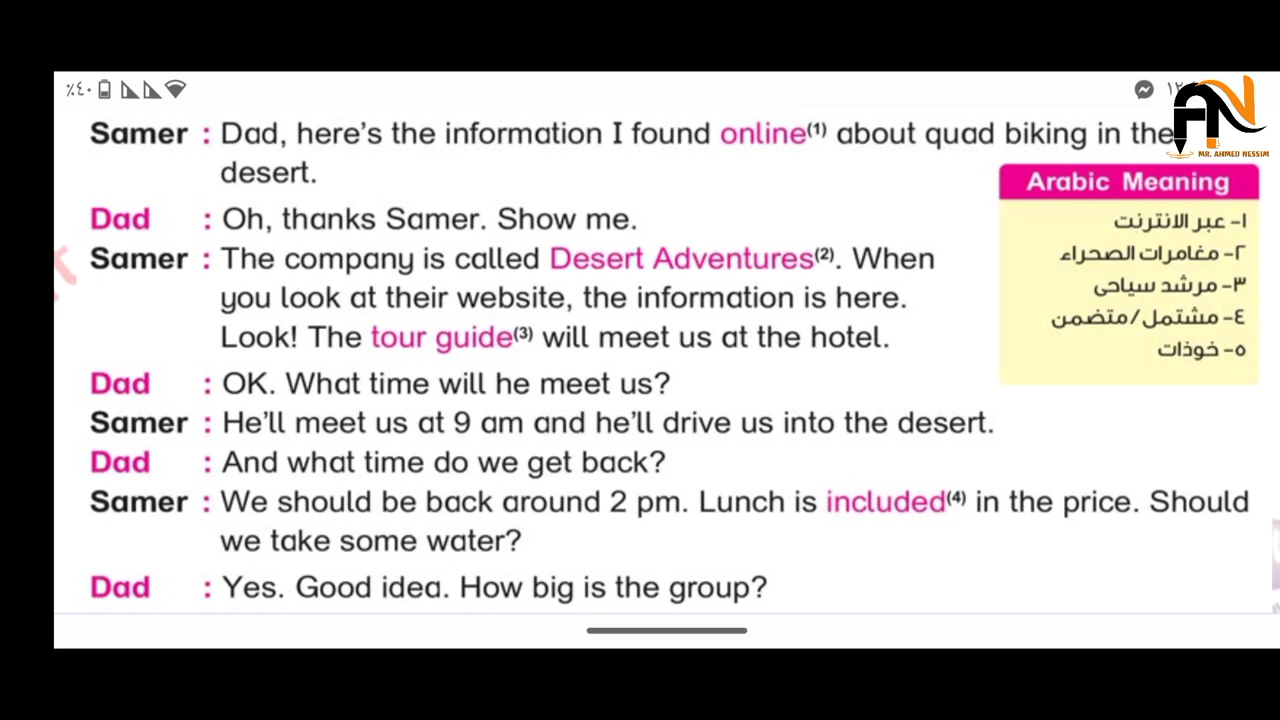 ٪٤٠
Samer : Dad, here's the information I found online(1) about quad biking in the
desert.
Dad : Oh, thanks Samer. Show me.
Samer : The company is called Desert Adventures(2). When
you look at their website, the information is here.
Look! The tour guide(3) will meet us at the hotel.
Dad : OK. What time will he meet us?
Samer : He'll meet us at 9 am and he'll drive us into the desert.
Dad : And what time do we get back?
Samer : We should be back around 2 pm. Lunch is included(4) in the price. Should
we take some water?
Dad : Yes. Good idea. How big is the group?
Arabic Meaning
١- عبر الانترنت
٢- مغامرات الصحراء
٣- مرشد سياحى
٤- مشتمل/متضمن
٥- خوذات
AN
MR. AHMED NESSIM